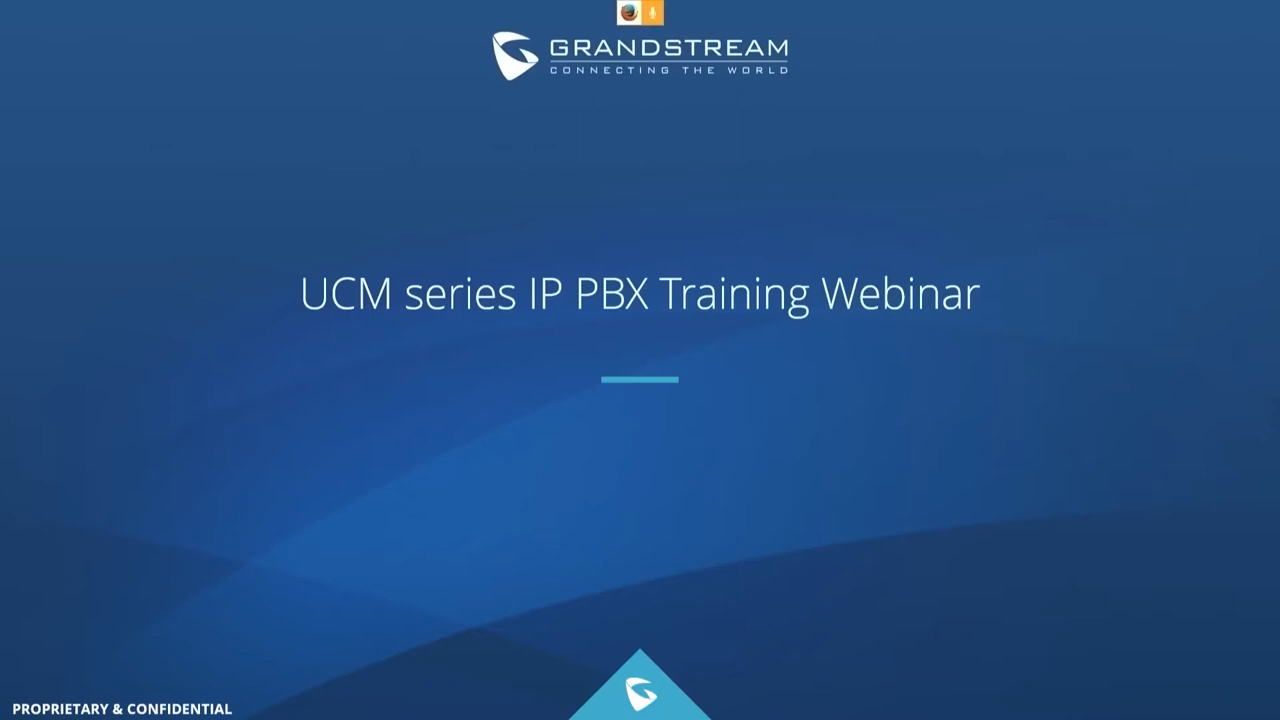 GRANDSTREAM
CONNECTING THE WORLD
UCM series IP PBX Training Webinar
PROPRIETARY & CONFIDENTIAL